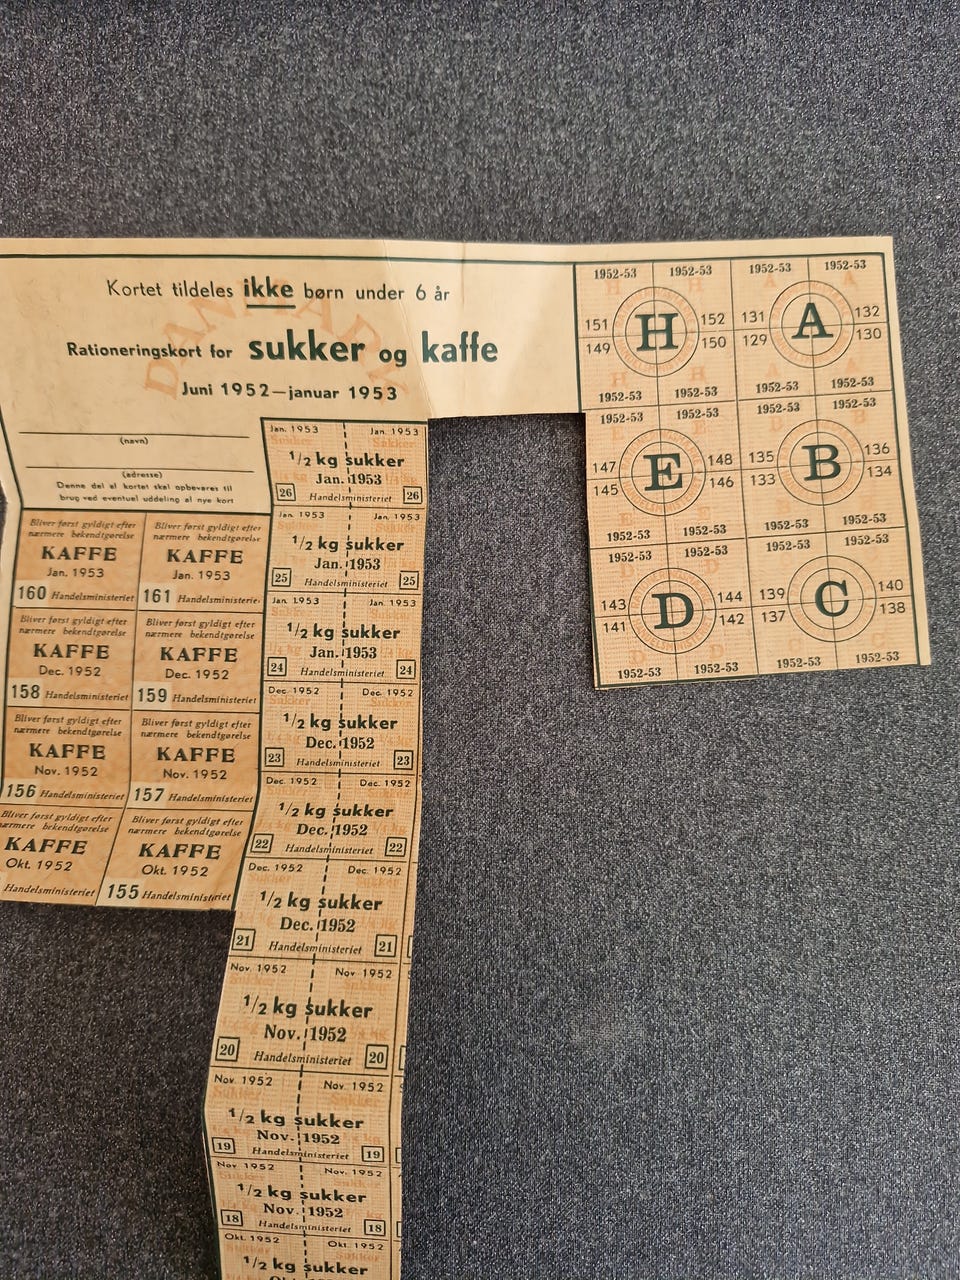 Kortet tildeles ikke børn under 6 år
DANMARK
Rationeringskort for sukker og kaffe
Juni 1952—januar 1953
(navn)
(adresse)
Denne del af kortet skal opbevares til
brug ved eventuel uddeling af nye kort
Bliver først gyldigt efter
nærmere bekendtgørelse
KAFFE
Jan. 1953
160 Handelsministeriet
Bliver først gyldigt efter
nærmere bekendtgørelse
KAFFE
Jan. 1953
161 Handelsministeriet
Bliver først gyldigt efter
nærmere bekendtgørelse
KAFFE
Dec. 1952
158 Handelsministeriet
Bliver først gyldigt efter
nærmere bekendtgørelse
KAFFE
Dec. 1952
159 Handelsministeriet
Bliver først gyldigt efter
nærmere bekendtgørelse
KAFFE
Nov. 1952
156 Handelsministeriet
Bliver først gyldigt efter
nærmere bekendtgørelse
KAFFE
Nov. 1952
157 Handelsministeriet
Bliver først gyldigt efter
nærmere bekendtgørelse
KAFFE
Okt. 1952
Handelsministeriet
Bliver først gyldigt efter
nærmere bekendtgørelse
KAFFE
Okt. 1952
155 Handelsministeriet
Jan. 1953 Jan. 1953
Sukker Sukker
1/2 kg sukker
Jan. 1953
26 Handelsministeriet 26
Jan. 1953 Jan. 1953
1/2 kg sukker
Jan. 1953
25 Handelsministeriet 25
Jan. 1953 Jan. 1953
1/2 kg sukker
Jan. 1953
24 Handelsministeriet 24
Dec. 1952 Dec. 1952
1/2 kg sukker
Dec. 1952
23 Handelsministeriet 23
Dec. 1952 Dec. 1952
1/2 kg sukker
Dec. 1952
22 Handelsministeriet 22
Dec. 1952 Dec. 1952
1/2 kg sukker
Dec. 1952
21 Handelsministeriet 21
Nov. 1952 Nov. 1952
1/2 kg sukker
Nov. 1952
20 Handelsministeriet 20
Nov. 1952 Nov. 1952
1/2 kg sukker
Nov. 1952
19 Handelsministeriet 19
Nov. 1952 Nov. 1952
1/2 kg sukker
Nov. 1952
18 Handelsministeriet 18
Okt. 1952 Okt. 1952
1/2 kg sukker
1952-53 1952-53 1952-53 1952-53
151 H 152 131 A 132
149 150 129 130
1952-53 1952-53 1952-53 1952-53
1952-53 1952-53 1952-53 1952-53
147 E 148 135 B 136
145 146 133 134
1952-53 1952-53 1952-53 1952-53
1952-53 1952-53 1952-53 1952-53
143 D 144 139 C 140
141 142 137 138
1952-53 1952-53 1952-53 1952-53